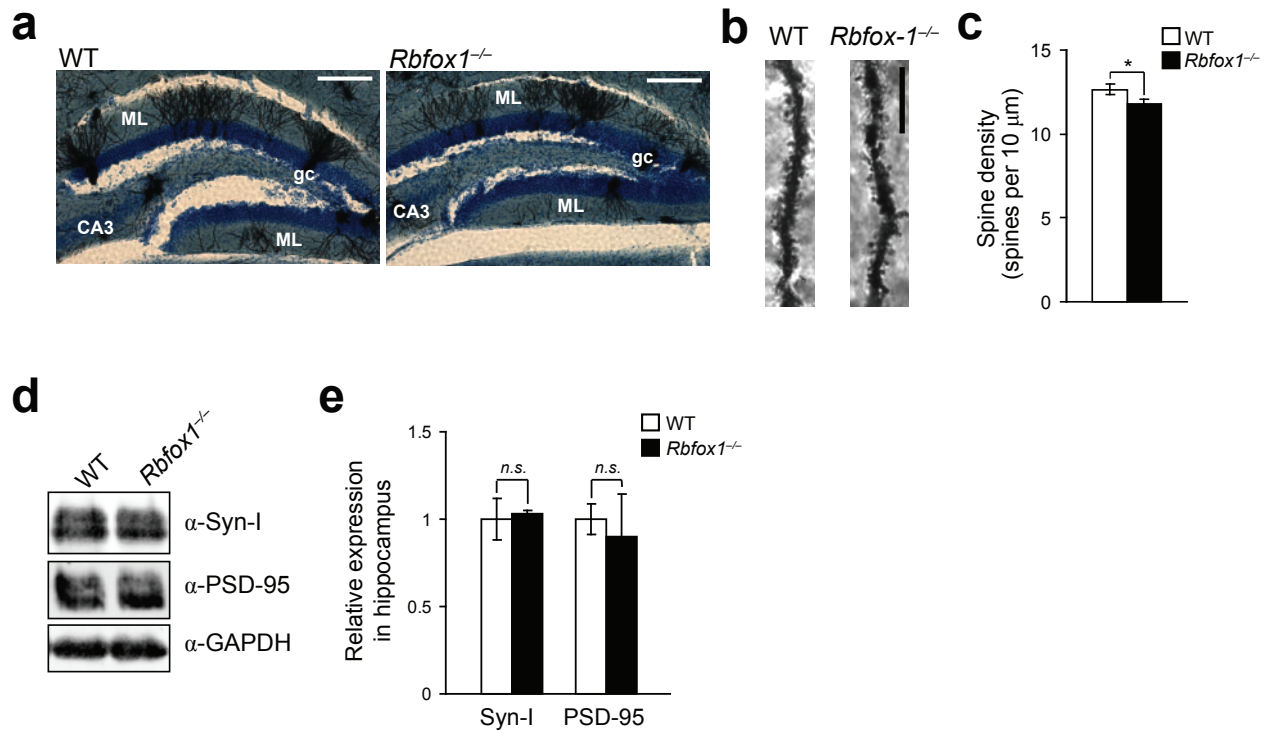 a
WT
Rbfox1–/–
ML
gc
CA3
ML
ML
gc
CA3
ML
b
WT
Rbfox-1–/–
c
WT
Rbfox1–/–
*
15
10
5
0
Spine density
(spines per 10 μm)
d
WT
Rbfox1–/–
α-Syn-I
α-PSD-95
α-GAPDH
e
WT
Rbfox1–/–
1.5
1
0.5
0
n.s.
n.s.
Relative expression
in hippocampus
Syn-I
PSD-95